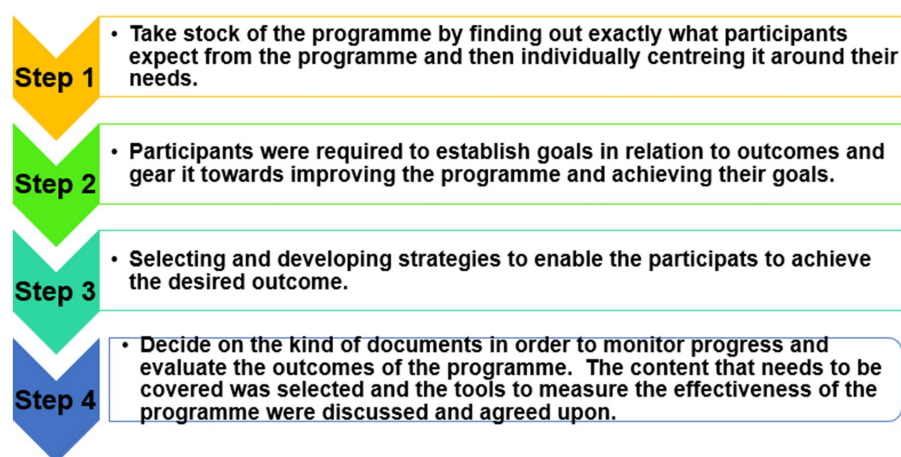 Step 1
• Take stock of the programme by finding out exactly what participants
expect from the programme and then individually centreing it around their
needs.
Step 2
• Participants were required to establish goals in relation to outcomes and
gear it towards improving the programme and achieving their goals.
Step 3
• Selecting and developing strategies to enable the participats to achieve
the desired outcome.
Step 4
• Decide on the kind of documents in order to monitor progress and
evaluate the outcomes of the programme.  The content that needs to be
covered was selected and the tools to measure the effectiveness of the
programme were discussed and agreed upon.